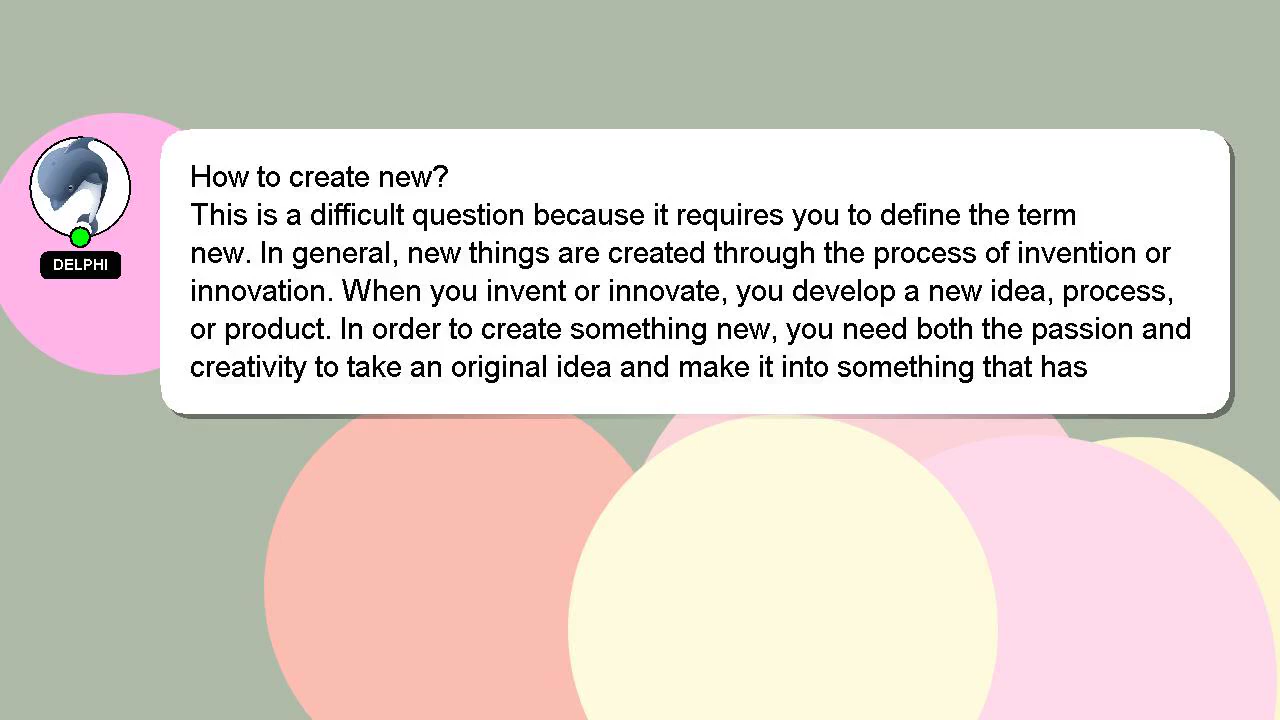 How to create new?
This is a difficult question because it requires you to define the term
new. In general, new things are created through the process of invention or
innovation. When you invent or innovate, you develop a new idea, process,
or product. In order to create something new, you need both the passion and
creativity to take an original idea and make it into something that has
DELPHI